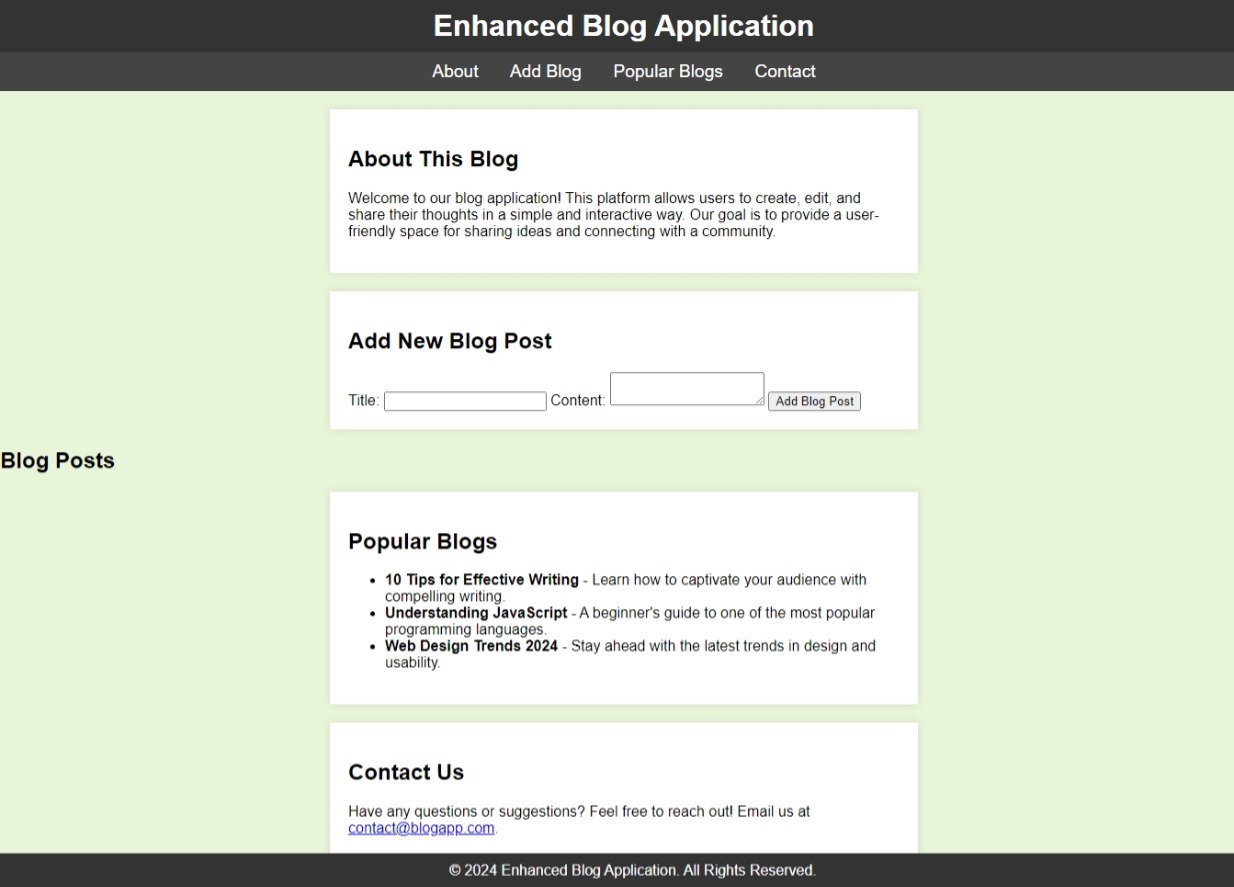 Enhanced Blog Application
About Add Blog Popular Blogs Contact
About This Blog
Welcome to our blog application! This platform allows users to create, edit, and
share their thoughts in a simple and interactive way. Our goal is to provide a user-
friendly space for sharing ideas and connecting with a community.
Add New Blog Post
Title: Content: Add Blog Post
Blog Posts
Popular Blogs
• 10 Tips for Effective Writing - Learn how to captivate your audience with
compelling writing.
• Understanding JavaScript - A beginner's guide to one of the most popular
programming languages.
• Web Design Trends 2024 - Stay ahead with the latest trends in design and
usability.
Contact Us
Have any questions or suggestions? Feel free to reach out! Email us at
contact@blogapp.com.
© 2024 Enhanced Blog Application. All Rights Reserved.